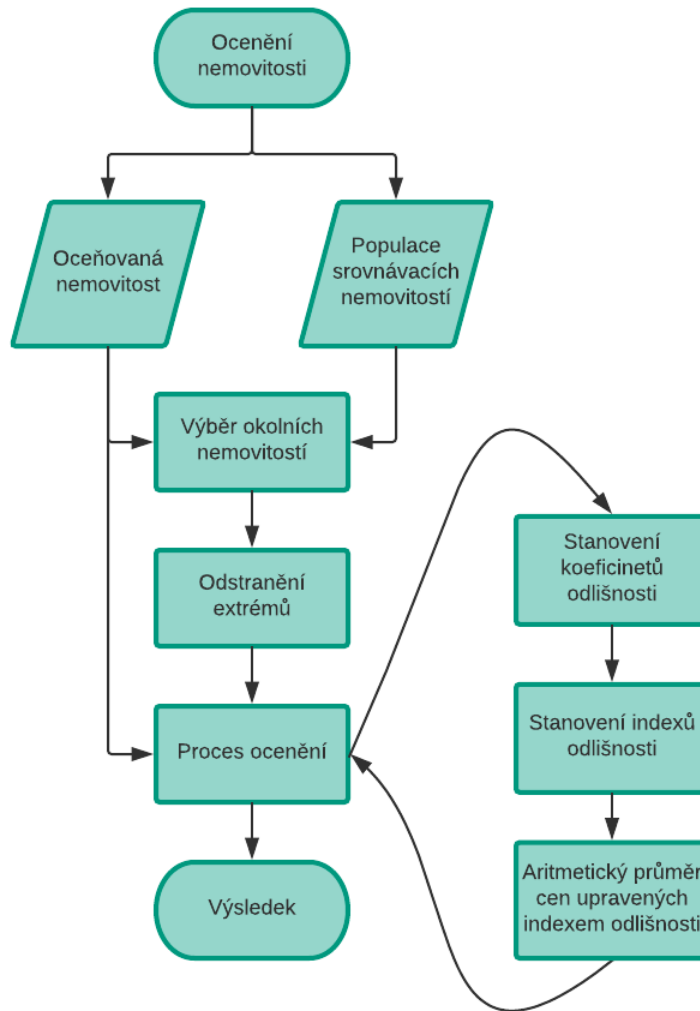 Ocenění
nemovitosti
Oceňovaná
nemovitost
Populace
srovnávacích
nemovitostí
Výběr okolních
nemovitostí
Odstranění
extrémů
Proces ocenění
Výsledek
Stanovení
koeficinetů
odlišnosti
Stanovení indexů
odlišnosti
Aritmetický průměr
cen upravených
indexem odlišnosti